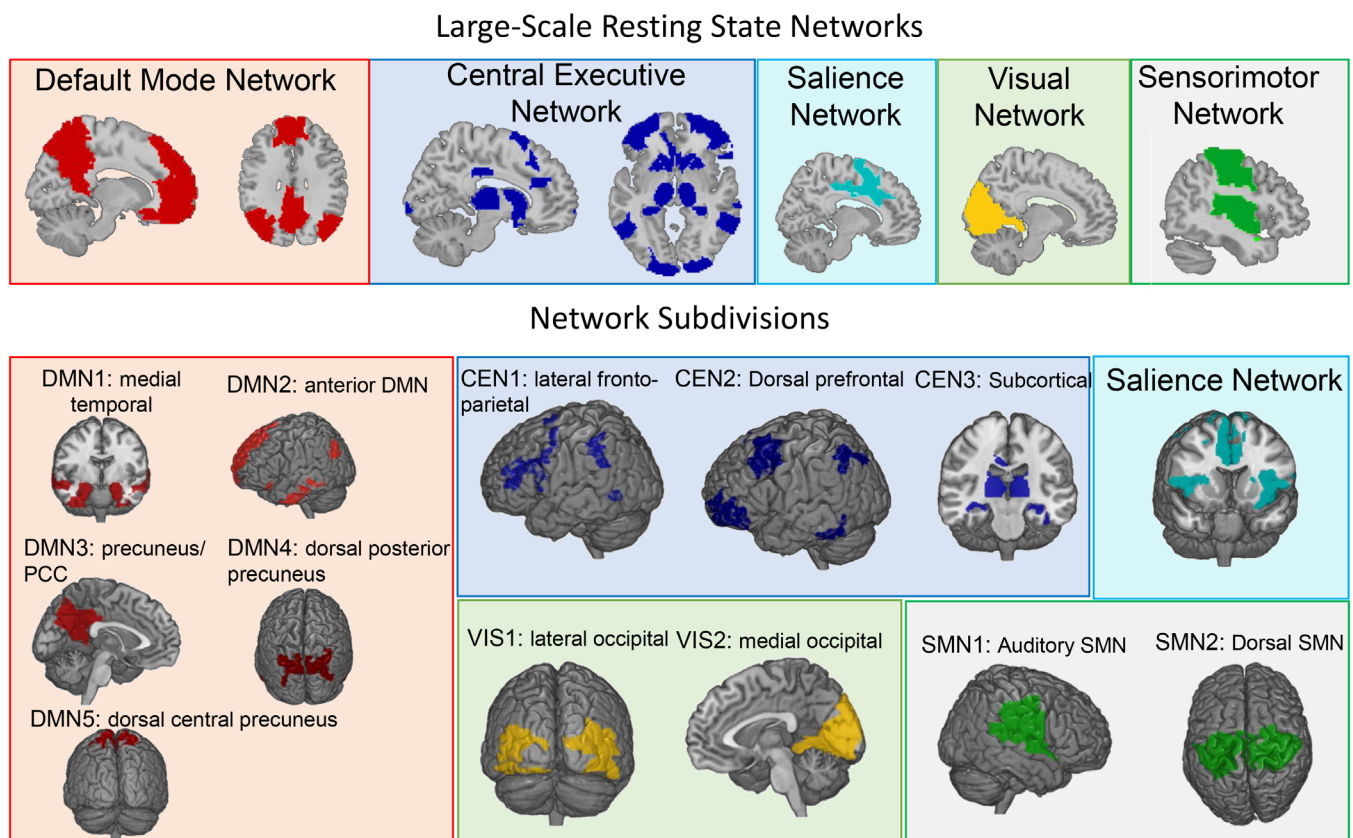 Large-Scale Resting State Networks
Default Mode Network
Central Executive
Network
Salience
Network
Visual
Network
Sensorimotor
Network
Network Subdivisions
DMN1: medial
temporal
DMN2: anterior DMN
DMN3: precuneus/
PCC
DMN4: dorsal posterior
precuneus
DMN5: dorsal central precuneus
CEN1: lateral fronto-
parietal
CEN2: Dorsal prefrontal
CEN3: Subcortical
Salience Network
VIS1: lateral occipital
VIS2: medial occipital
SMN1: Auditory SMN
SMN2: Dorsal SMN